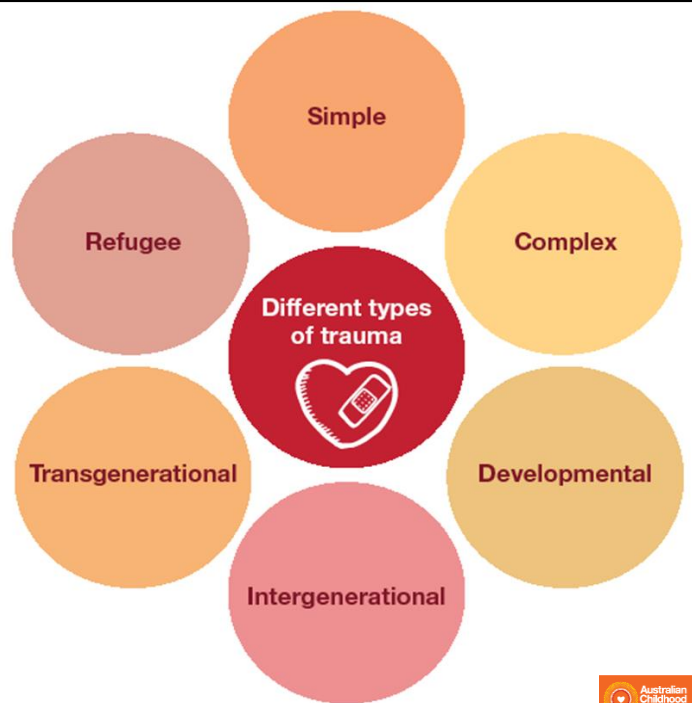 Simple
Complex
Refugee
Different types
of trauma
Developmental
Transgenerational
Intergenerational
Australian
Childhood